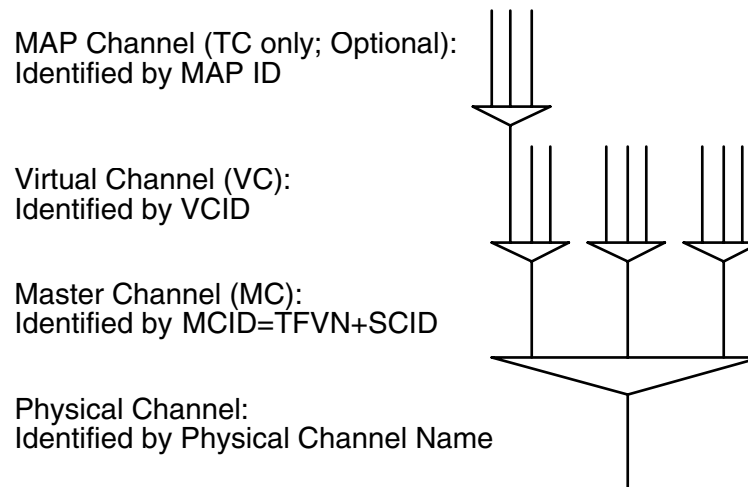 MAP Channel (TC only; Optional):
Identified by MAP ID
Virtual Channel (VC):
Identified by VCID
Master Channel (MC):
Identified by MCID=TFVN+SCID
Physical Channel:
Identified by Physical Channel Name